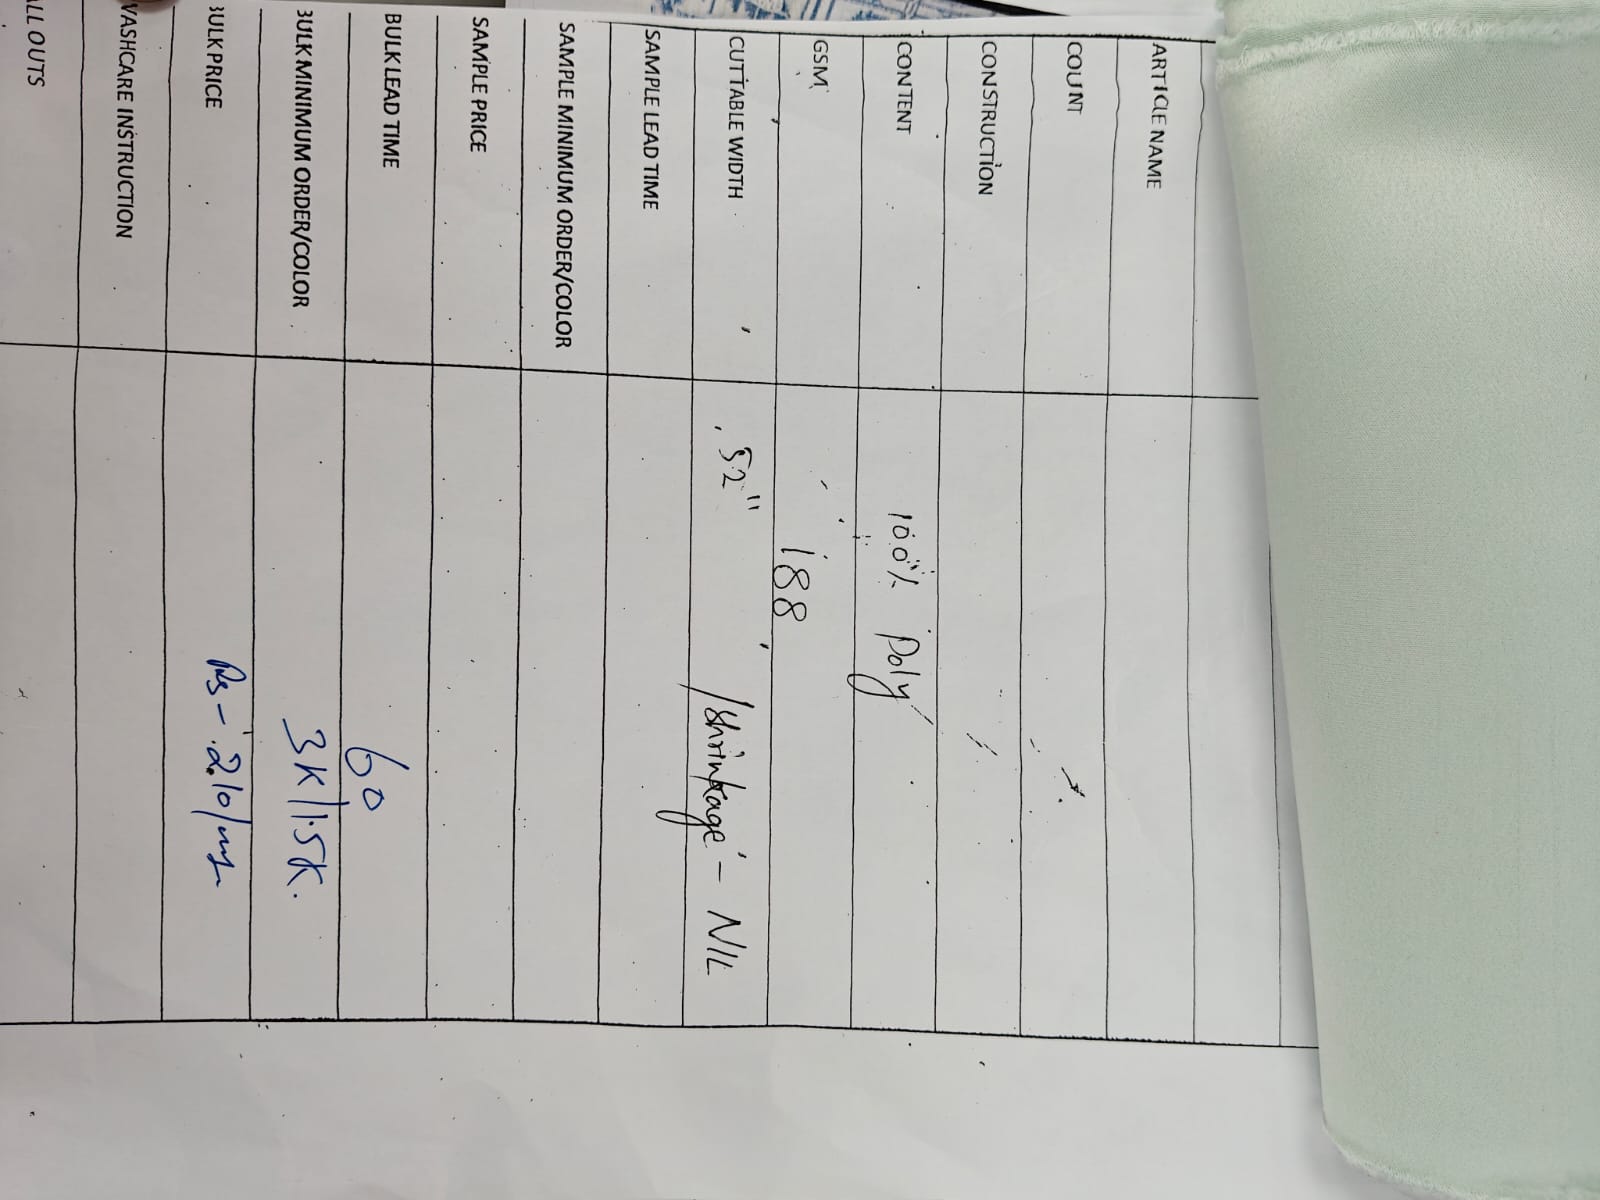 ARTICLE NAME
COUNT
CONSTRUCTION
CONTENT 100% Poly
GSM 188
CUTTABLE WIDTH 52" /shrinkage - NIL
SAMPLE LEAD TIME
SAMPLE MINIMUM ORDER/COLOR
SAMPLE PRICE
BULK LEAD TIME 60
BULK MINIMUM ORDER/COLOR 3K/1.5K.
BULK PRICE Rs - 210/
WASHCARE INSTRUCTION
ALL OUTS